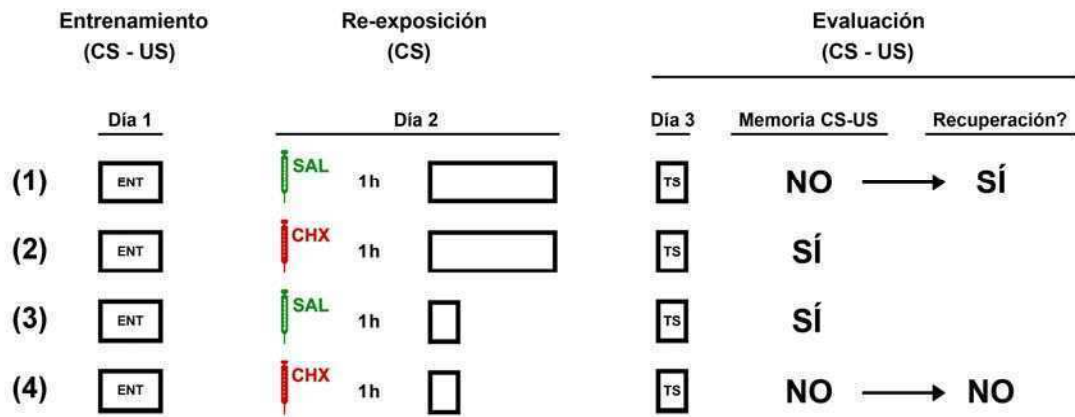 Entrenamiento Re-exposición Evaluación
(CS - US) (CS) (CS - US)
Día 1 Día 2 Día 3 Memoria CS-US Recuperación?
(1) ENT SAL 1h TS NO SÍ
(2) ENT CHX 1h TS SÍ
(3) ENT SAL 1h TS SÍ
(4) ENT CHX 1h TS NO NO